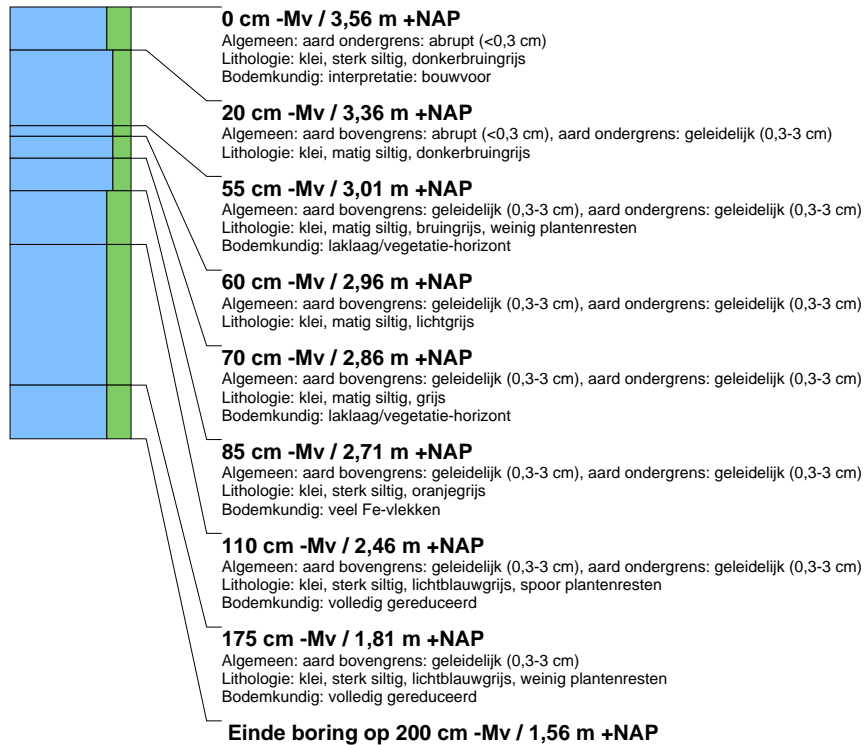 0 cm -Mv / 3,56 m +NAP
Algemeen: aard ondergrens: abrupt (<0,3 cm)
Lithologie: klei, sterk siltig, donkerbruingrijs
Bodemkundig: interpretatie: bouwvoor
20 cm -Mv / 3,36 m +NAP
Algemeen: aard bovengrens: abrupt (<0,3 cm), aard ondergrens: geleidelijk (0,3-3 cm)
Lithologie: klei, matig siltig, donkerbruingrijs
55 cm -Mv / 3,01 m +NAP
Algemeen: aard bovengrens: geleidelijk (0,3-3 cm), aard ondergrens: geleidelijk (0,3-3 cm)
Lithologie: klei, matig siltig, bruingrijs, weinig plantenresten
Bodemkundig: laklaag/vegetatie-horizont
60 cm -Mv / 2,96 m +NAP
Algemeen: aard bovengrens: geleidelijk (0,3-3 cm), aard ondergrens: geleidelijk (0,3-3 cm)
Lithologie: klei, matig siltig, lichtgrijs
70 cm -Mv / 2,86 m +NAP
Algemeen: aard bovengrens: geleidelijk (0,3-3 cm), aard ondergrens: geleidelijk (0,3-3 cm)
Lithologie: klei, matig siltig, grijs
Bodemkundig: laklaag/vegetatie-horizont
85 cm -Mv / 2,71 m +NAP
Algemeen: aard bovengrens: geleidelijk (0,3-3 cm), aard ondergrens: geleidelijk (0,3-3 cm)
Lithologie: klei, sterk siltig, oranjegrijs
Bodemkundig: veel Fe-vlekken
110 cm -Mv / 2,46 m +NAP
Algemeen: aard bovengrens: geleidelijk (0,3-3 cm), aard ondergrens: geleidelijk (0,3-3 cm)
Lithologie: klei, sterk siltig, lichtblauwgrijs, spoor plantenresten
Bodemkundig: volledig gereduceerd
175 cm -Mv / 1,81 m +NAP
Algemeen: aard bovengrens: geleidelijk (0,3-3 cm)
Lithologie: klei, sterk siltig, lichtblauwgrijs, weinig plantenresten
Bodemkundig: volledig gereduceerd
Einde boring op 200 cm -Mv / 1,56 m +NAP